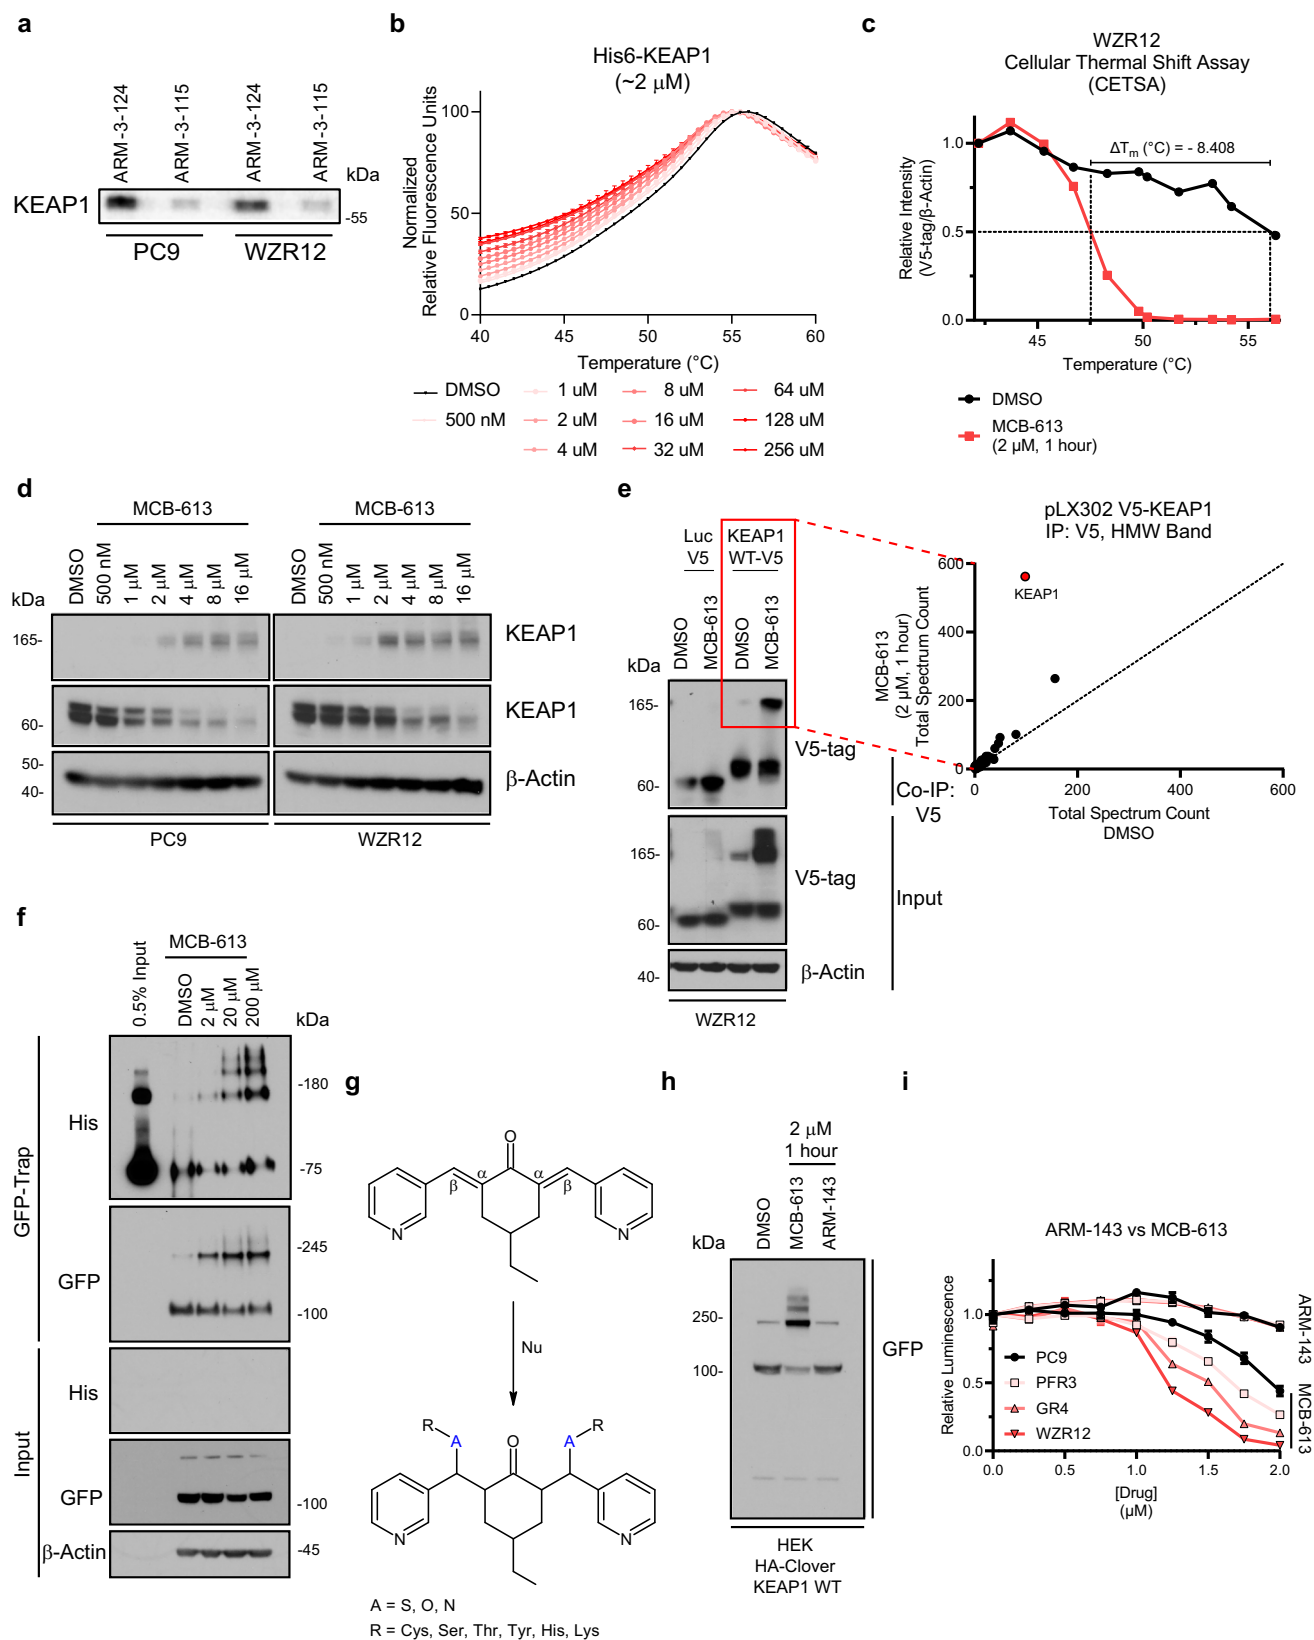 a
ARM-3-124
ARM-3-115
ARM-3-124
ARM-3-115
kDa
KEAP1
-55
PC9
WZR12
b
His6-KEAP1
(~2 μM)
Normalized
Relative Fluorescence Units
100
50
0
40
45
50
55
60
Temperature (°C)
DMSO
500 nM
1 uM
2 uM
4 uM
8 uM
16 uM
32 uM
64 uM
128 uM
256 uM
c
WZR12
Cellular Thermal Shift Assay
(CETSA)
Relative Intensity
(V5-tag/β-Actin)
1.0
0.5
0.0
ΔTm (°C) = - 8.408
45
50
55
Temperature (°C)
DMSO
MCB-613
(2 μM, 1 hour)
d
MCB-613
MCB-613
DMSO
500 nM
1 μM
2 μM
4 μM
8 μM
16 μM
DMSO
500 nM
1 μM
2 μM
4 μM
8 μM
16 μM
kDa
165-
KEAP1
60-
KEAP1
50-
40-
β-Actin
PC9
WZR12
e
Luc
V5
KEAP1
WT-V5
DMSO
MCB-613
DMSO
MCB-613
kDa
165-
V5-tag
60-
Co-IP:
V5
165-
V5-tag
60-
Input
40-
β-Actin
WZR12
pLX302 V5-KEAP1
IP: V5, HMW Band
MCB-613
(2 μM, 1 hour)
Total Spectrum Count
600
400
200
0
KEAP1
0
200
400
600
Total Spectrum Count
DMSO
f
MCB-613
0.5% Input
DMSO
2 μM
20 μM
200 μM
kDa
GFP-Trap
His
-180
-75
GFP
-245
-100
Input
His
GFP
-100
β-Actin
-45
g
O
α
α
β
β
N
N
Nu
R
A
O
A
R
N
N
A = S, O, N
R = Cys, Ser, Thr, Tyr, His, Lys
h
2 μM
1 hour
DMSO
MCB-613
ARM-143
kDa
250-
100-
GFP
HEK
HA-Clover
KEAP1 WT
i
ARM-143 vs MCB-613
Relative Luminescence
1.0
0.5
0.0
PC9
PFR3
GR4
WZR12
ARM-143
MCB-613
0.0
0.5
1.0
1.5
2.0
[Drug]
(μM)